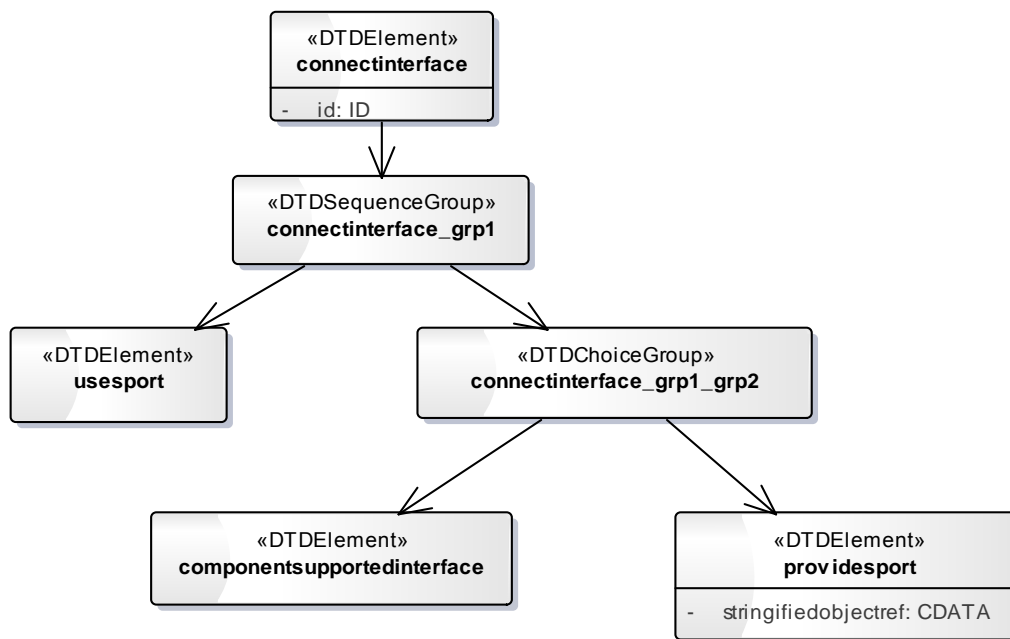 «DTDElement»
connectinterface
- id: ID
«DTDSequenceGroup»
connectinterface_grp1
«DTDElement»
usesport
«DTDChoiceGroup»
connectinterface_grp1_grp2
«DTDElement»
componentsupportedinterface
«DTDElement»
providesport
- stringifiedobjectref: CDATA